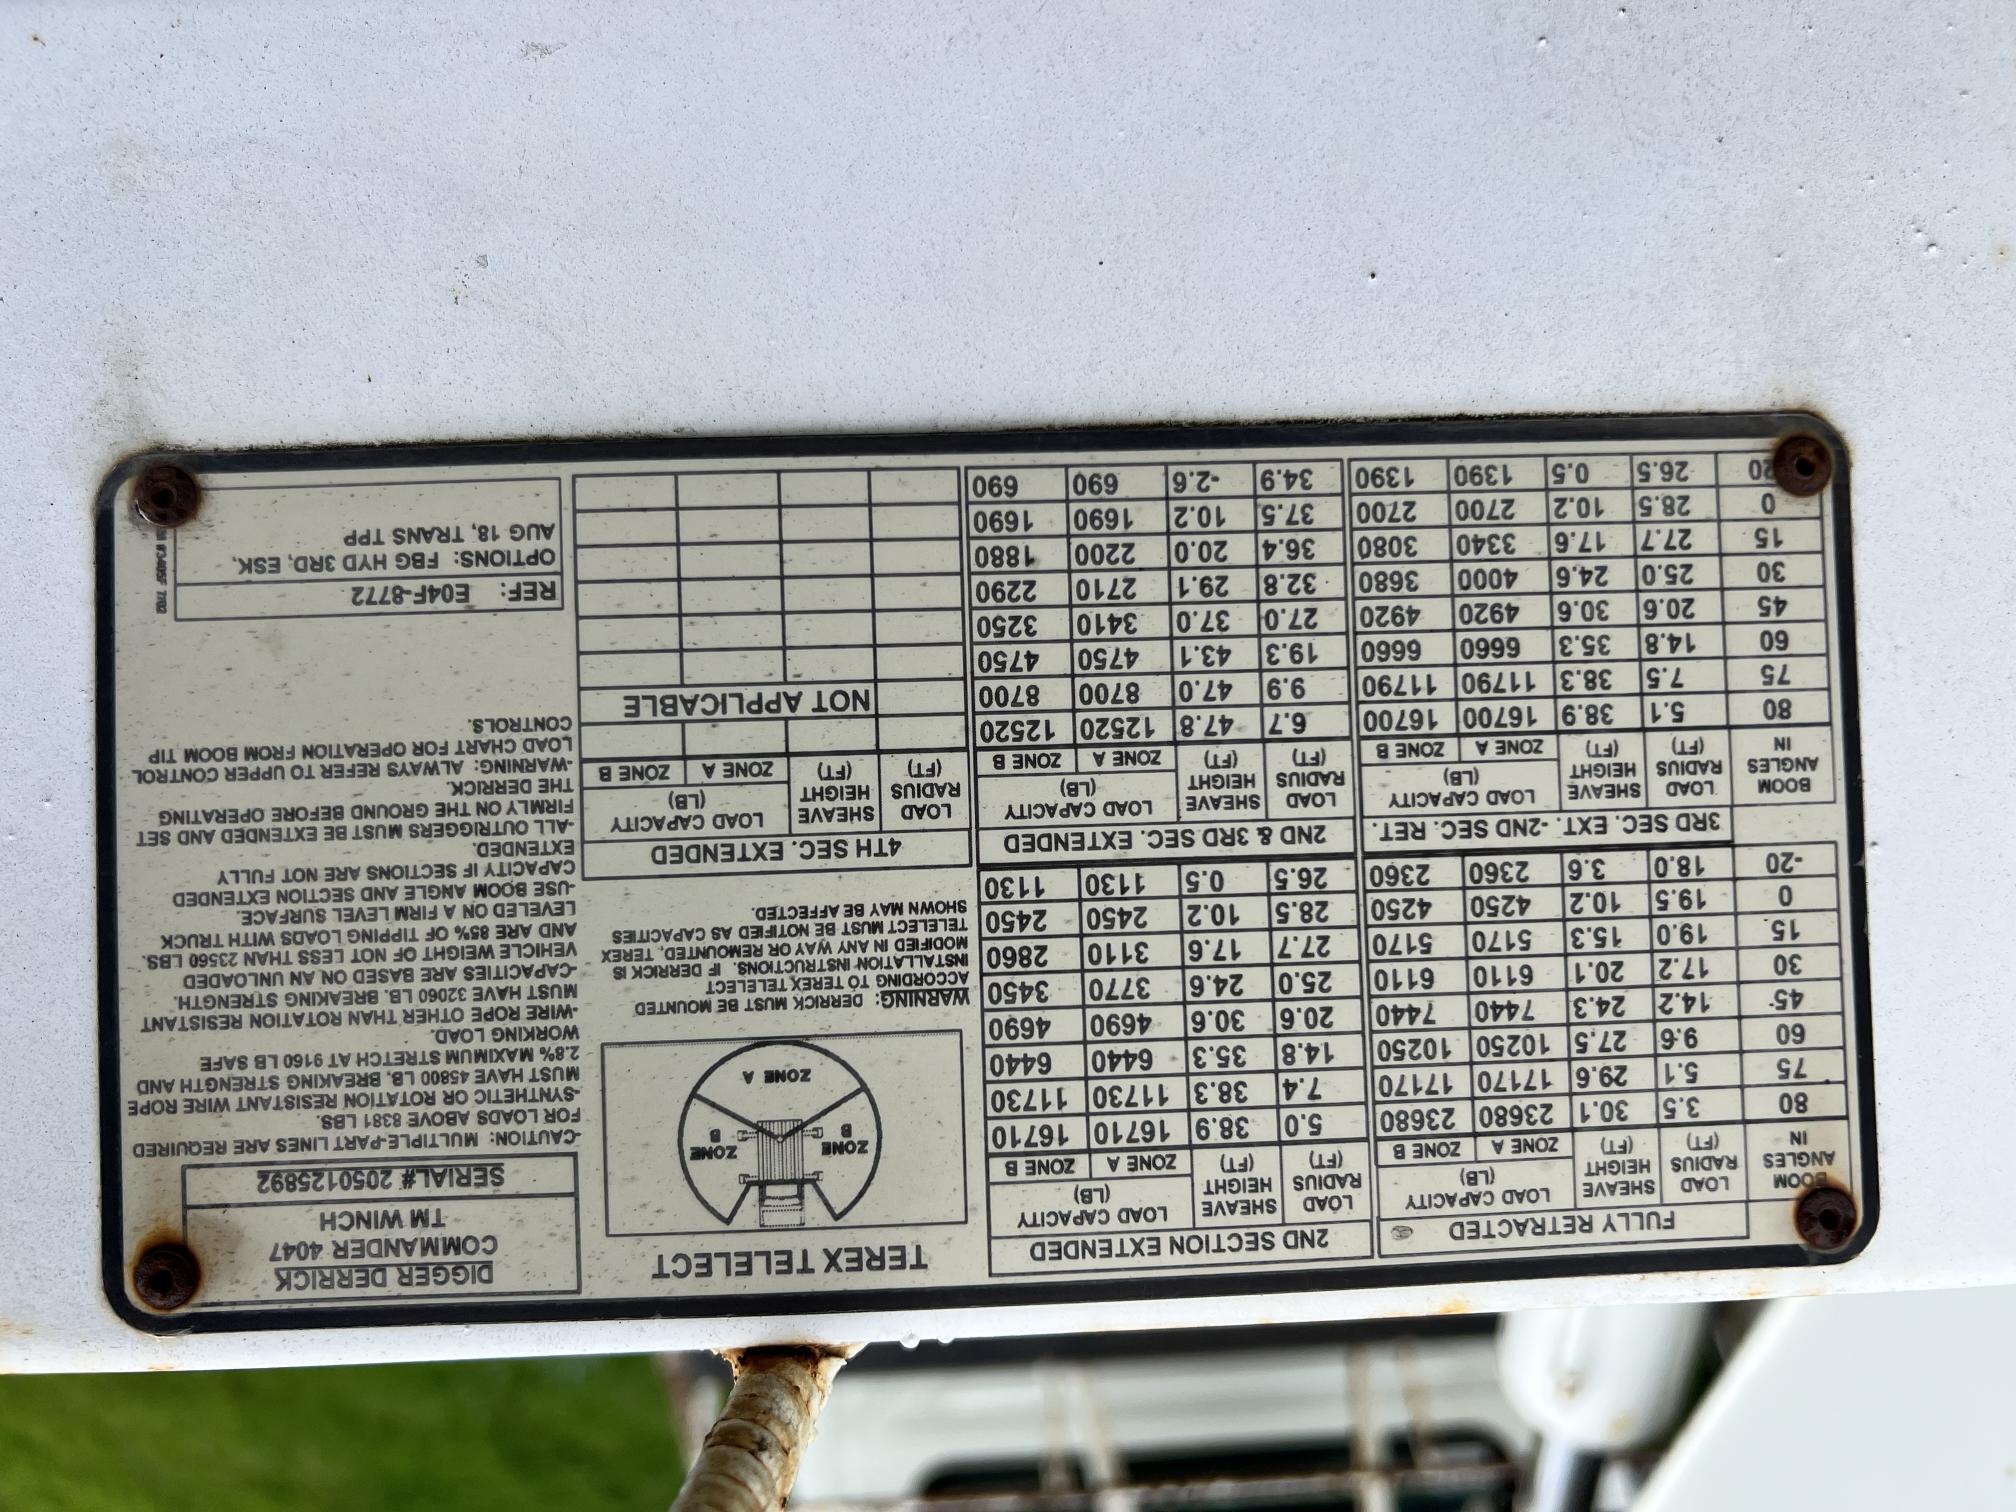 FULLY RETRACTED
BOOM ANGLES IN
LOAD RADIUS (FT)
SHEAVE HEIGHT (FT)
LOAD CAPACITY (LB)
ZONE A ZONE B
80 3.5 30.1 23680 23680
75 5.1 29.6 17170 17170
60 9.6 27.5 10250 10250
45 14.2 24.3 7440 7440
30 17.2 20.1 6110 6110
15 19.0 15.3 5170 5170
0 19.5 10.2 4250 4250
-20 18.0 3.6 2360 2360
3RD SEC. EXT. -2ND SEC. RET.
BOOM ANGLES IN
LOAD RADIUS (FT)
SHEAVE HEIGHT (FT)
LOAD CAPACITY (LB)
ZONE A ZONE B
80 5.1 38.9 16700 16700
75 7.5 38.3 11790 11790
60 14.8 35.3 6660 6660
45 20.6 30.6 4920 4920
30 25.0 24.6 4000 3680
15 27.7 17.6 3340 3080
0 28.5 10.2 2700 2700
20 26.5 0.5 1390 1390
2ND SECTION EXTENDED
LOAD RADIUS (FT)
SHEAVE HEIGHT (FT)
LOAD CAPACITY (LB)
ZONE A ZONE B
5.0 38.9 16710 16710
7.4 38.3 11730 11730
14.8 35.3 6440 6440
20.6 30.6 4690 4690
25.0 24.6 3770 3450
27.7 17.6 3110 2860
28.5 10.2 2450 2450
26.5 0.5 1130 1130
2ND & 3RD SEC. EXTENDED
LOAD RADIUS (FT)
SHEAVE HEIGHT (FT)
LOAD CAPACITY (LB)
ZONE A ZONE B
6.7 47.8 12520 12520
9.9 47.0 8700 8700
19.3 43.1 4750 4750
27.0 37.0 3410 3250
32.8 29.1 2710 2290
36.4 20.0 2200 1880
37.5 10.2 1690 1690
34.9 -2.6 690 690
TEREX TELELECT
ZONE B
ZONE B
ZONE A
WARNING: DERRICK MUST BE MOUNTED
ACCORDING TO TEREX TELELECT
INSTALLATION INSTRUCTIONS. IF DERRICK IS
MODIFIED IN ANY WAY OR REMOUNTED, TEREX
TELELECT MUST BE NOTIFIED AS CAPACITIES
SHOWN MAY BE AFFECTED.
4TH SEC. EXTENDED
LOAD RADIUS (FT)
SHEAVE HEIGHT (FT)
LOAD CAPACITY (LB)
ZONE A ZONE B
NOT APPLICABLE
DIGGER DERRICK
COMMANDER 4047
TM WINCH
SERIAL# 2050125892
-CAUTION: MULTIPLE-PART LINES ARE REQUIRED
FOR LOADS ABOVE 8381 LBS.
-SYNTHETIC OR ROTATION RESISTANT WIRE ROPE
MUST HAVE 45800 LB. BREAKING STRENGTH AND
2.8% MAXIMUM STRETCH AT 9160 LB SAFE
WORKING LOAD.
-WIRE ROPE OTHER THAN ROTATION RESISTANT
MUST HAVE 32060 LB. BREAKING STRENGTH.
-CAPACITIES ARE BASED ON AN UNLOADED
VEHICLE WEIGHT OF NOT LESS THAN 23560 LBS.
AND ARE 85% OF TIPPING LOADS WITH TRUCK
LEVELED ON A FIRM LEVEL SURFACE.
-USE BOOM ANGLE AND SECTION EXTENDED
CAPACITY IF SECTIONS ARE NOT FULLY
EXTENDED.
-ALL OUTRIGGERS MUST BE EXTENDED AND SET
FIRMLY ON THE GROUND BEFORE OPERATING
THE DERRICK.
-WARNING: ALWAYS REFER TO UPPER CONTROL
LOAD CHART FOR OPERATION FROM BOOM TIP
CONTROLS.
REF: E04F-8772
OPTIONS: FBG HYD 3RD, ESK,
AUG 18, TRANS TPP
7/02